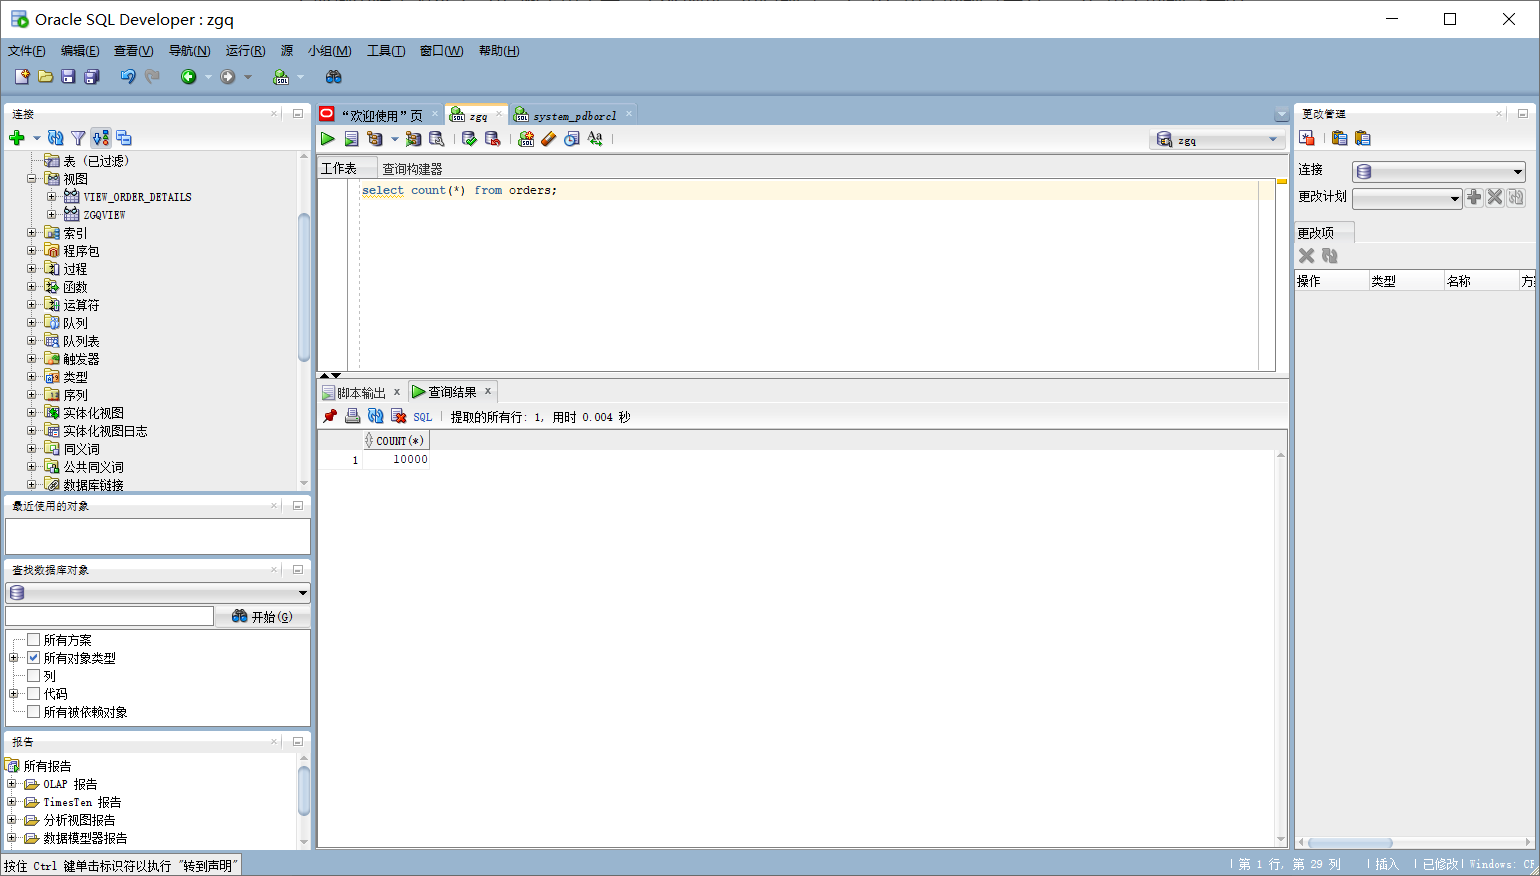 Oracle SQL Developer : zgq
文件(F) 编辑(E) 查看(V) 导航(N) 运行(R) 源 小组(M) 工具(T) 窗口(W) 帮助(H)
连接
表 (已过滤)
视图
VIEW_ORDER_DETAILS
ZGQVIEW
索引
程序包
过程
函数
运算符
队列
队列表
触发器
类型
序列
实体化视图
实体化视图日志
同义词
公共同义词
数据库链接
最近使用的对象
查找数据库对象
开始(G)
所有方案
所有对象类型
列
代码
所有被依赖对象
报告
所有报告
OLAP 报告
TimesTen 报告
分析视图报告
数据模型器报告
“欢迎使用”页 zgq system_pdborcl
Aa
zgq
工作表 查询构建器
select count(*) from orders;
脚本输出 查询结果
SQL 提取的所有行: 1, 用时 0.004 秒
COUNT(*)
1 10000
更改管理
连接
更改计划
更改项
操作 类型 名称
按住 Ctrl 键单击标识符以执行 "转到声明"
第 1 行, 第 29 列 插入 已修改 Windows: